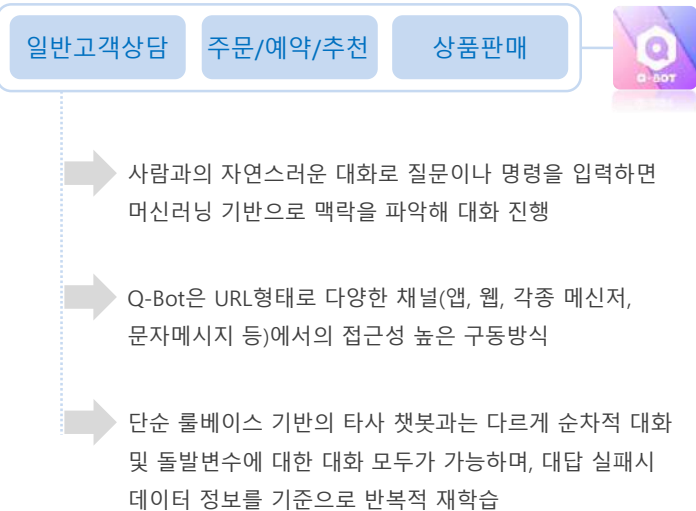 일반고객상담
주문/예약/추천
상품판매
Q-BOT
사람과의 자연스러운 대화로 질문이나 명령을 입력하면
머신러닝 기반으로 맥락을 파악해 대화 진행
Q-Bot은 URL형태로 다양한 채널(앱, 웹, 각종 메신저,
문자메시지 등)에서의 접근성 높은 구동방식
단순 룰베이스 기반의 타사 챗봇과는 다르게 순차적 대화
및 돌발변수에 대한 대화 모두가 가능하며, 대답 실패시
데이터 정보를 기준으로 반복적 재학습